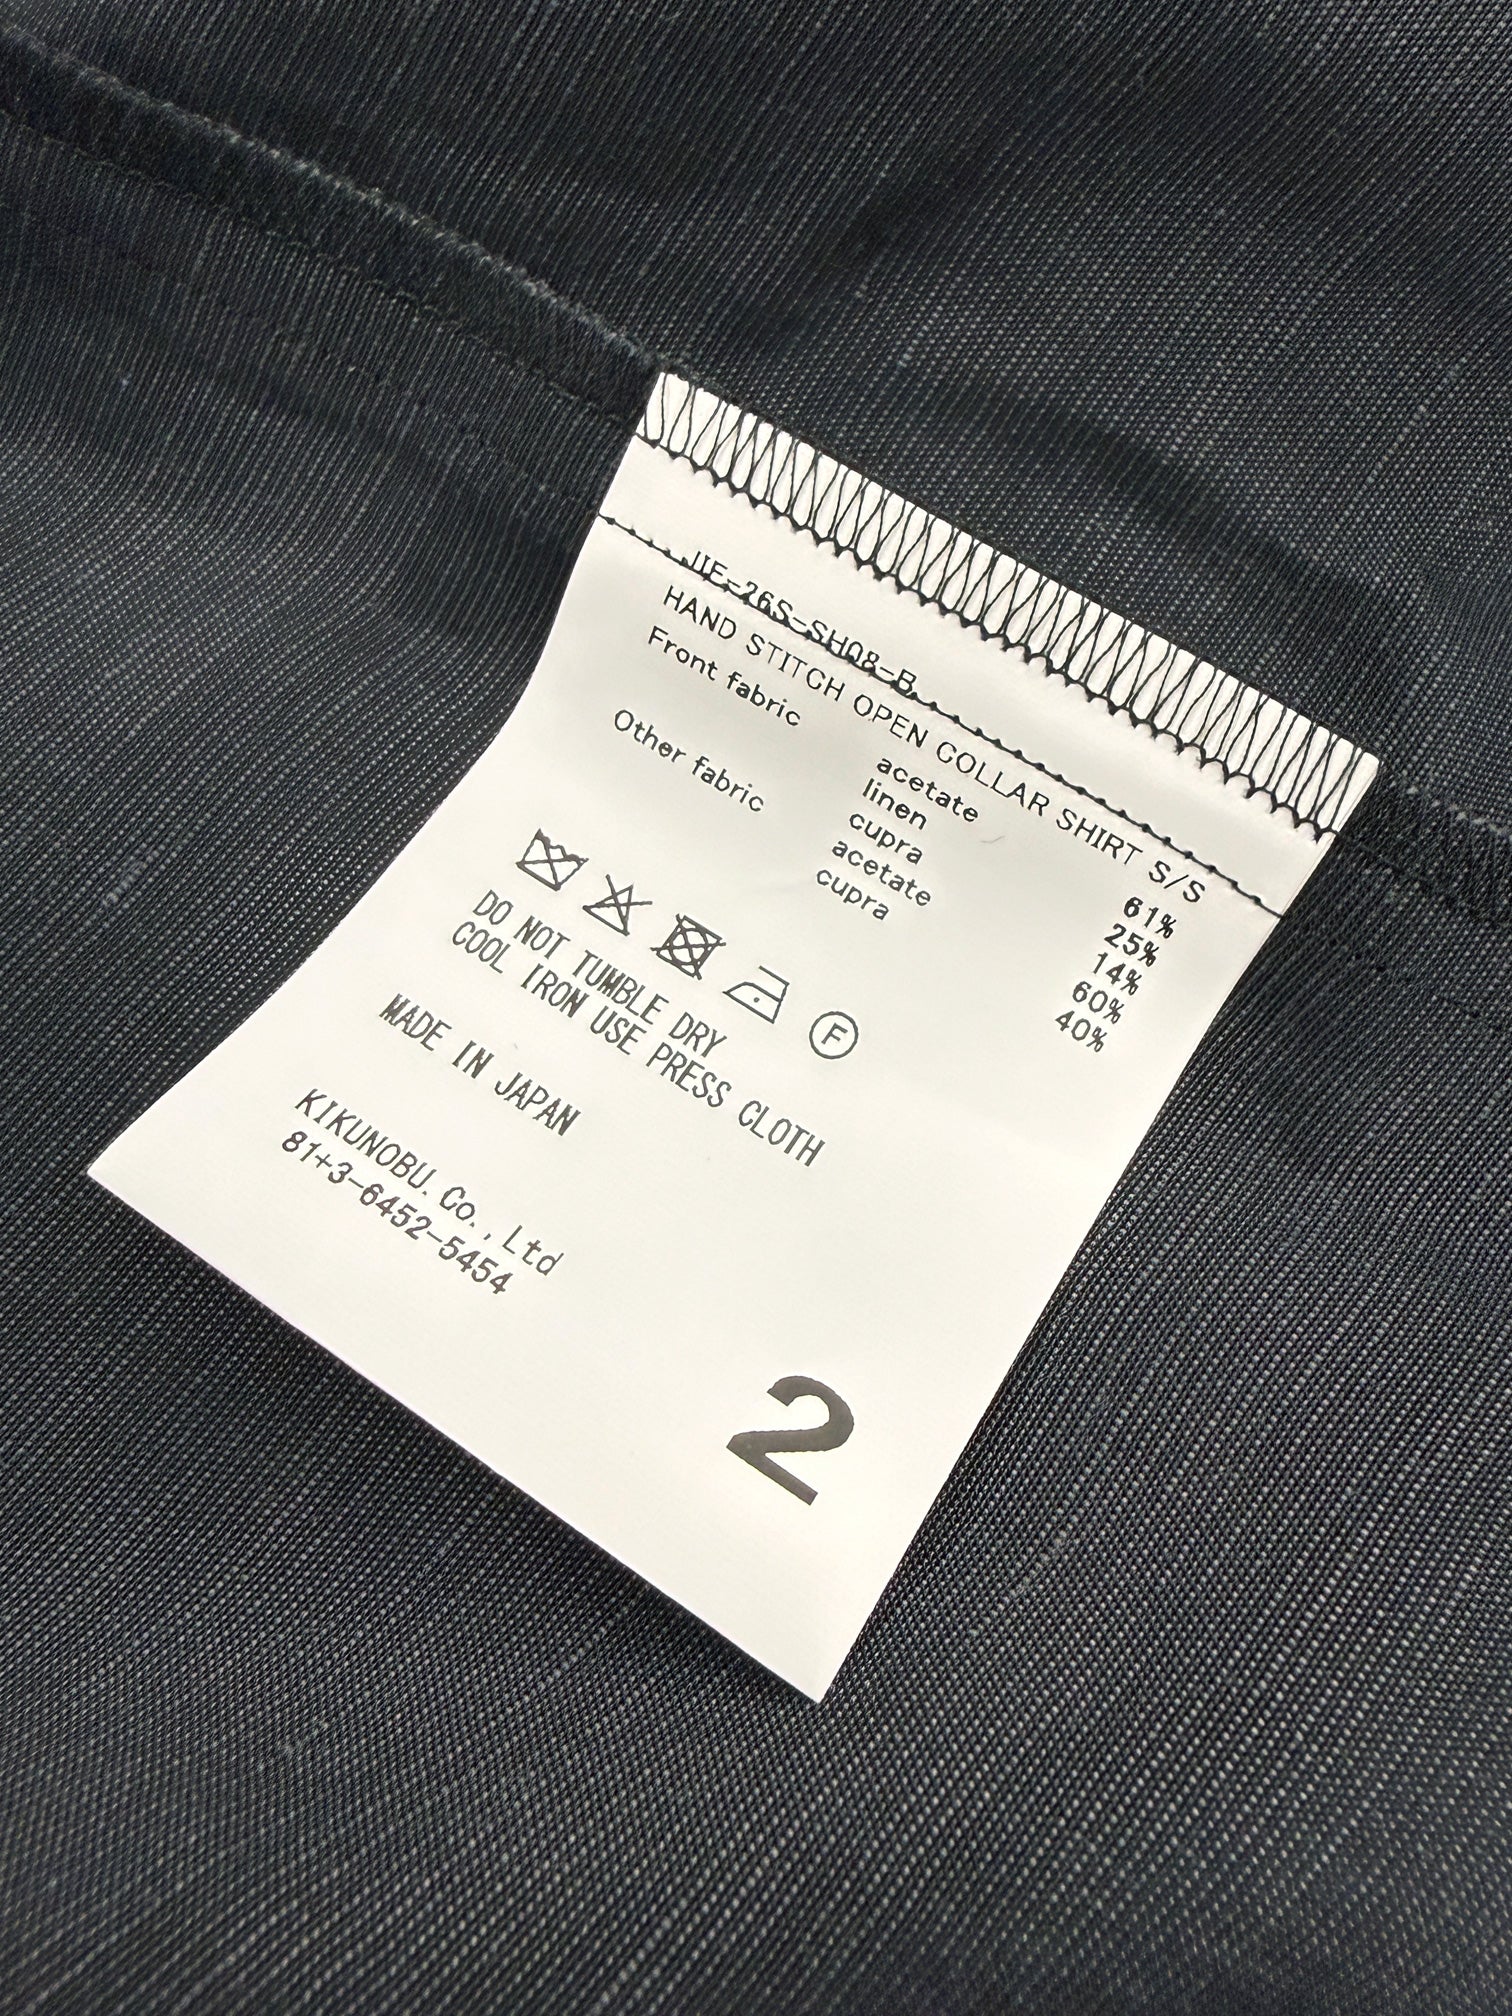 JIE-26S-SH08-B
HAND STITCH OPEN COLLAR SHIRT S/S
Front fabric acetate 61%
linen 25%
cupra 14%
Other fabric acetate 60%
cupra 40%
F
DO NOT TUMBLE DRY
COOL IRON USE PRESS CLOTH
MADE IN JAPAN
KIKUNOBU. Co., Ltd
81+3-6452-5454
2